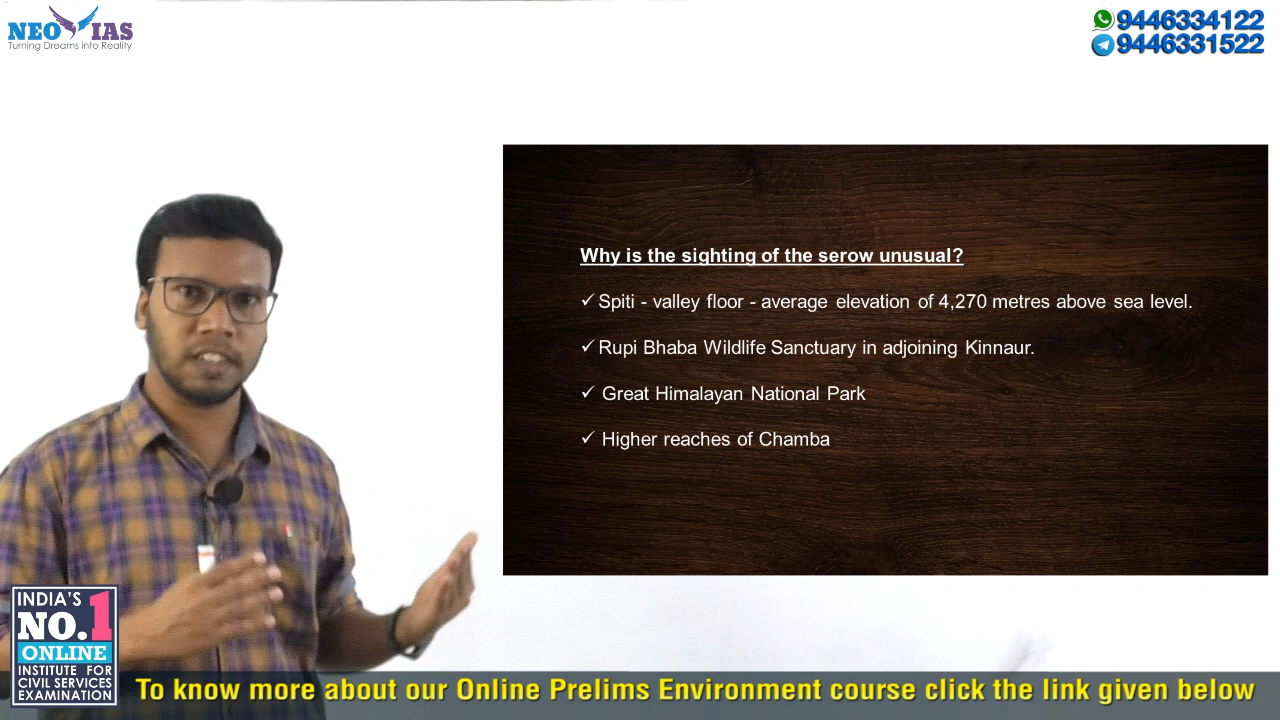 NEO IAS
Turning Dreams into Reality
9446334122
9446331522
Why is the sighting of the serow unusual?
✓ Spiti - valley floor - average elevation of 4,270 metres above sea level.
✓ Rupi Bhaba Wildlife Sanctuary in adjoining Kinnaur.
✓ Great Himalayan National Park
✓ Higher reaches of Chamba
INDIA'S
NO.1
ONLINE
INSTITUTE FOR
CIVIL SERVICES
EXAMINATION
To know more about our Online Prelims Environment course click the link given below